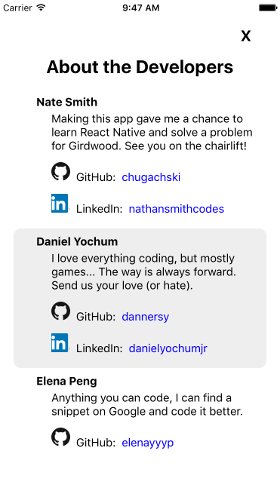 Carrier 9:47 AM
X
About the Developers
Nate Smith
Making this app gave me a chance to
learn React Native and solve a problem
for Girdwood. See you on the chairlift!
GitHub: chugachski
in LinkedIn: nathansmithcodes
Daniel Yochum
I love everything coding, but mostly
games... The way is always forward.
Send us your love (or hate).
GitHub: dannersy
in LinkedIn: danielyochumjr
Elena Peng
Anything you can code, I can find a
snippet on Google and code it better.
GitHub: elenayyyp